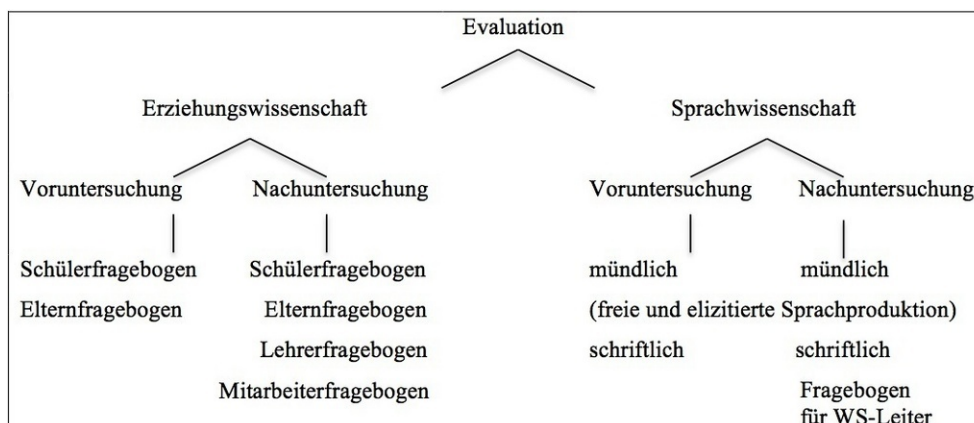 Evaluation
Erziehungswissenschaft Sprachwissenschaft
Voruntersuchung Nachuntersuchung Voruntersuchung Nachuntersuchung
Schülerfragebogen Schülerfragebogen mündlich mündlich
Elternfragebogen Elternfragebogen (freie und elizitierte Sprachproduktion)
Lehrerfragebogen schriftlich schriftlich
Mitarbeiterfragebogen Fragebogen
für WS-Leiter